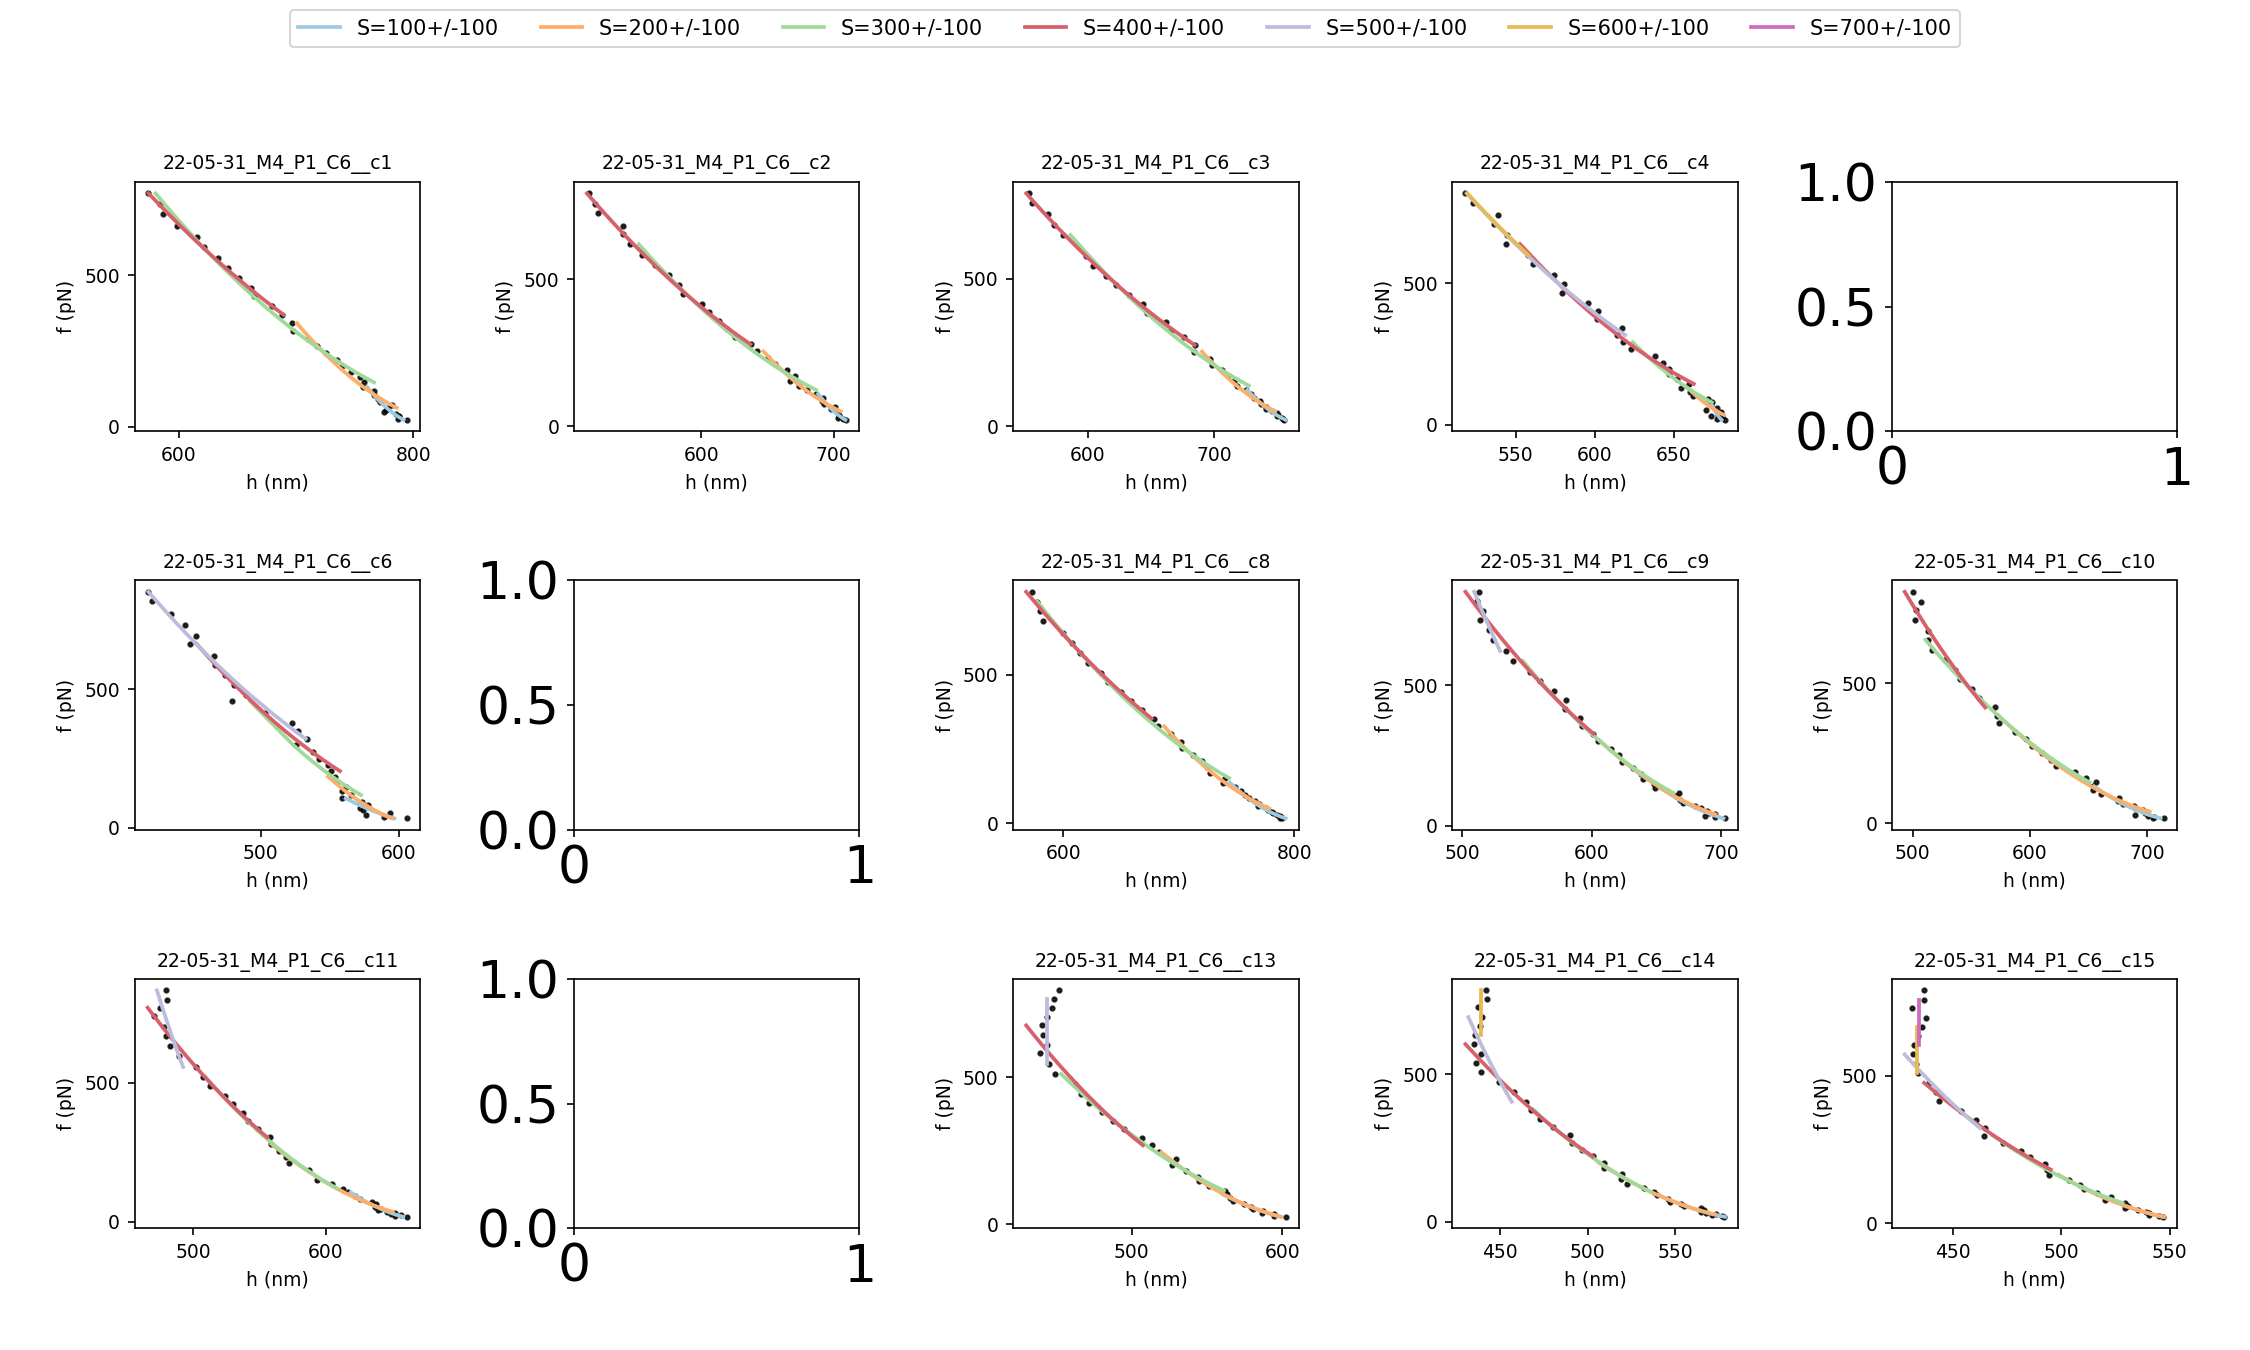 S=100+/-100 S=200+/-100 S=300+/-100 S=400+/-100 S=500+/-100 S=600+/-100 S=700+/-100
22-05-31_M4_P1_C6__c1
f (pN)
500
0
600 800
h (nm)
22-05-31_M4_P1_C6__c2
f (pN)
500
0
600 700
h (nm)
22-05-31_M4_P1_C6__c3
f (pN)
500
0
600 700
h (nm)
22-05-31_M4_P1_C6__c4
f (pN)
500
0
550 600 650
h (nm)
1.0
0.5
0.0
0 1
22-05-31_M4_P1_C6__c6
f (pN)
500
0
500 600
h (nm)
1.0
0.5
0.0
0 1
22-05-31_M4_P1_C6__c8
f (pN)
500
0
600 800
h (nm)
22-05-31_M4_P1_C6__c9
f (pN)
500
0
500 600 700
h (nm)
22-05-31_M4_P1_C6__c10
f (pN)
500
0
500 600 700
h (nm)
22-05-31_M4_P1_C6__c11
f (pN)
500
0
500 600
h (nm)
1.0
0.5
0.0
0 1
22-05-31_M4_P1_C6__c13
f (pN)
500
0
500 600
h (nm)
22-05-31_M4_P1_C6__c14
f (pN)
500
0
450 500 550
h (nm)
22-05-31_M4_P1_C6__c15
f (pN)
500
0
450 500 550
h (nm)